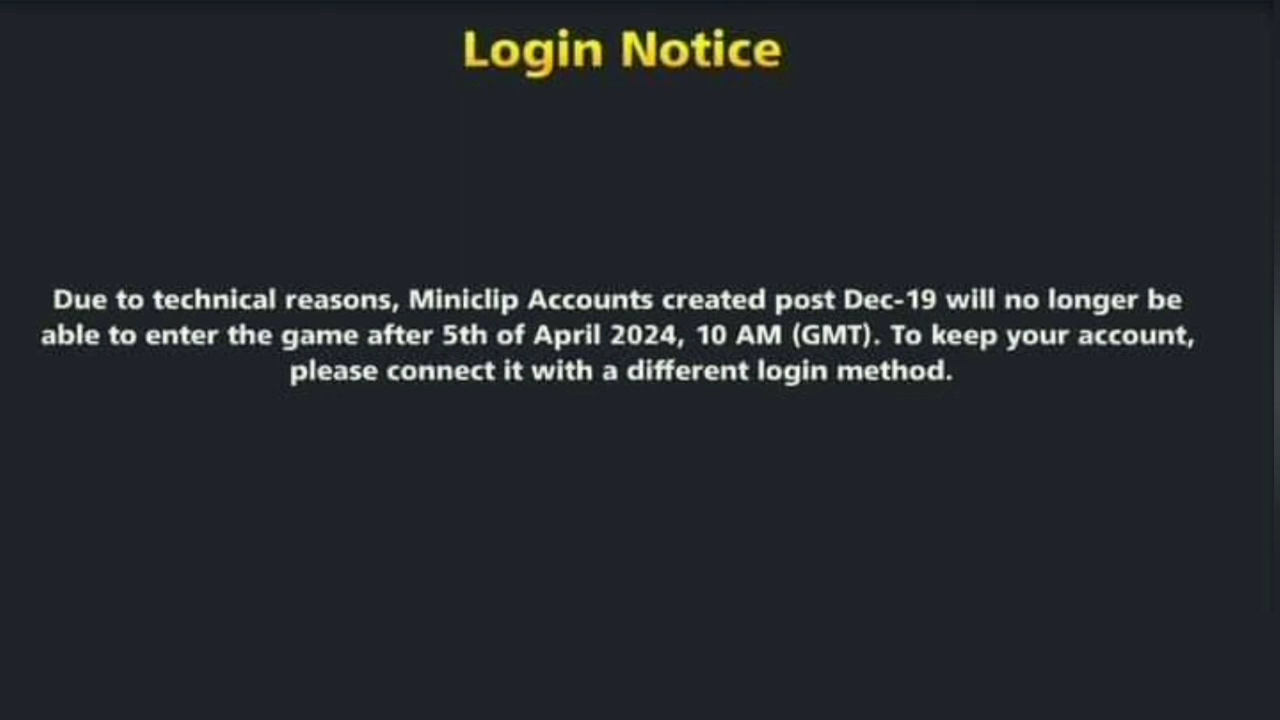 Login Notice
Due to technical reasons, Miniclip Accounts created post Dec-19 will no longer be
able to enter the game after 5th of April 2024, 10 AM (GMT). To keep your account,
please connect it with a different login method.